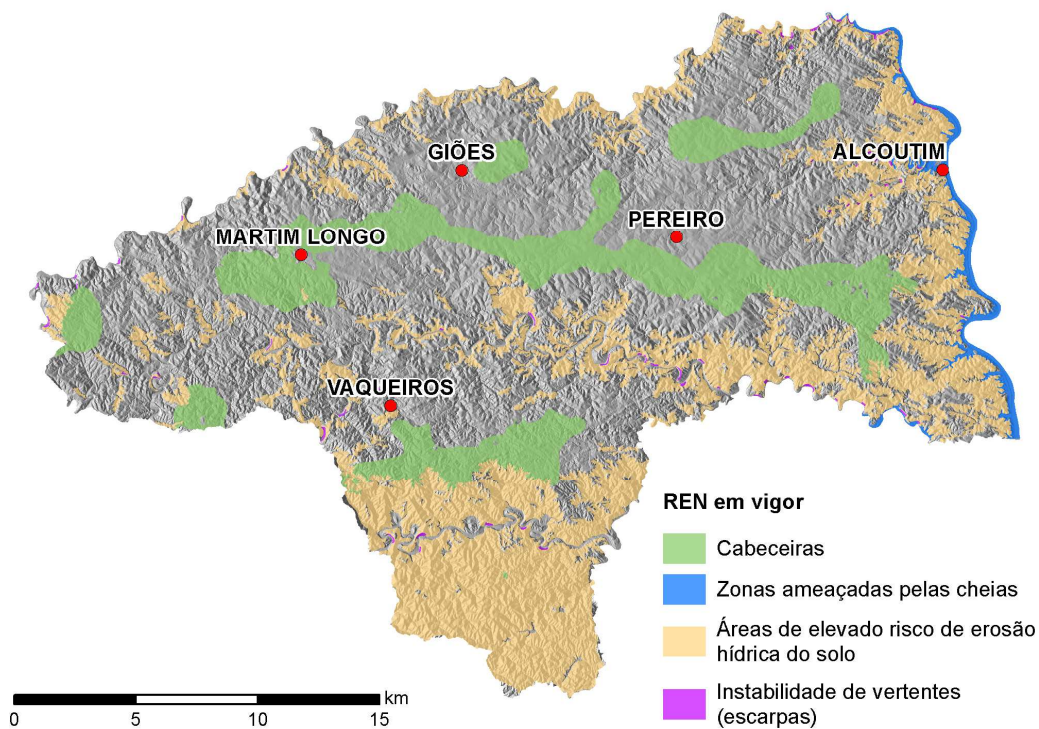 GIÕES
ALCOUTIM
PEREIRO
MARTIM LONGO
VAQUEIROS
REN em vigor
Cabeceiras
Zonas ameaçadas pelas cheias
Áreas de elevado risco de erosão
hídrica do solo
Instabilidade de vertentes
(escarpas)
km
0 5 10 15